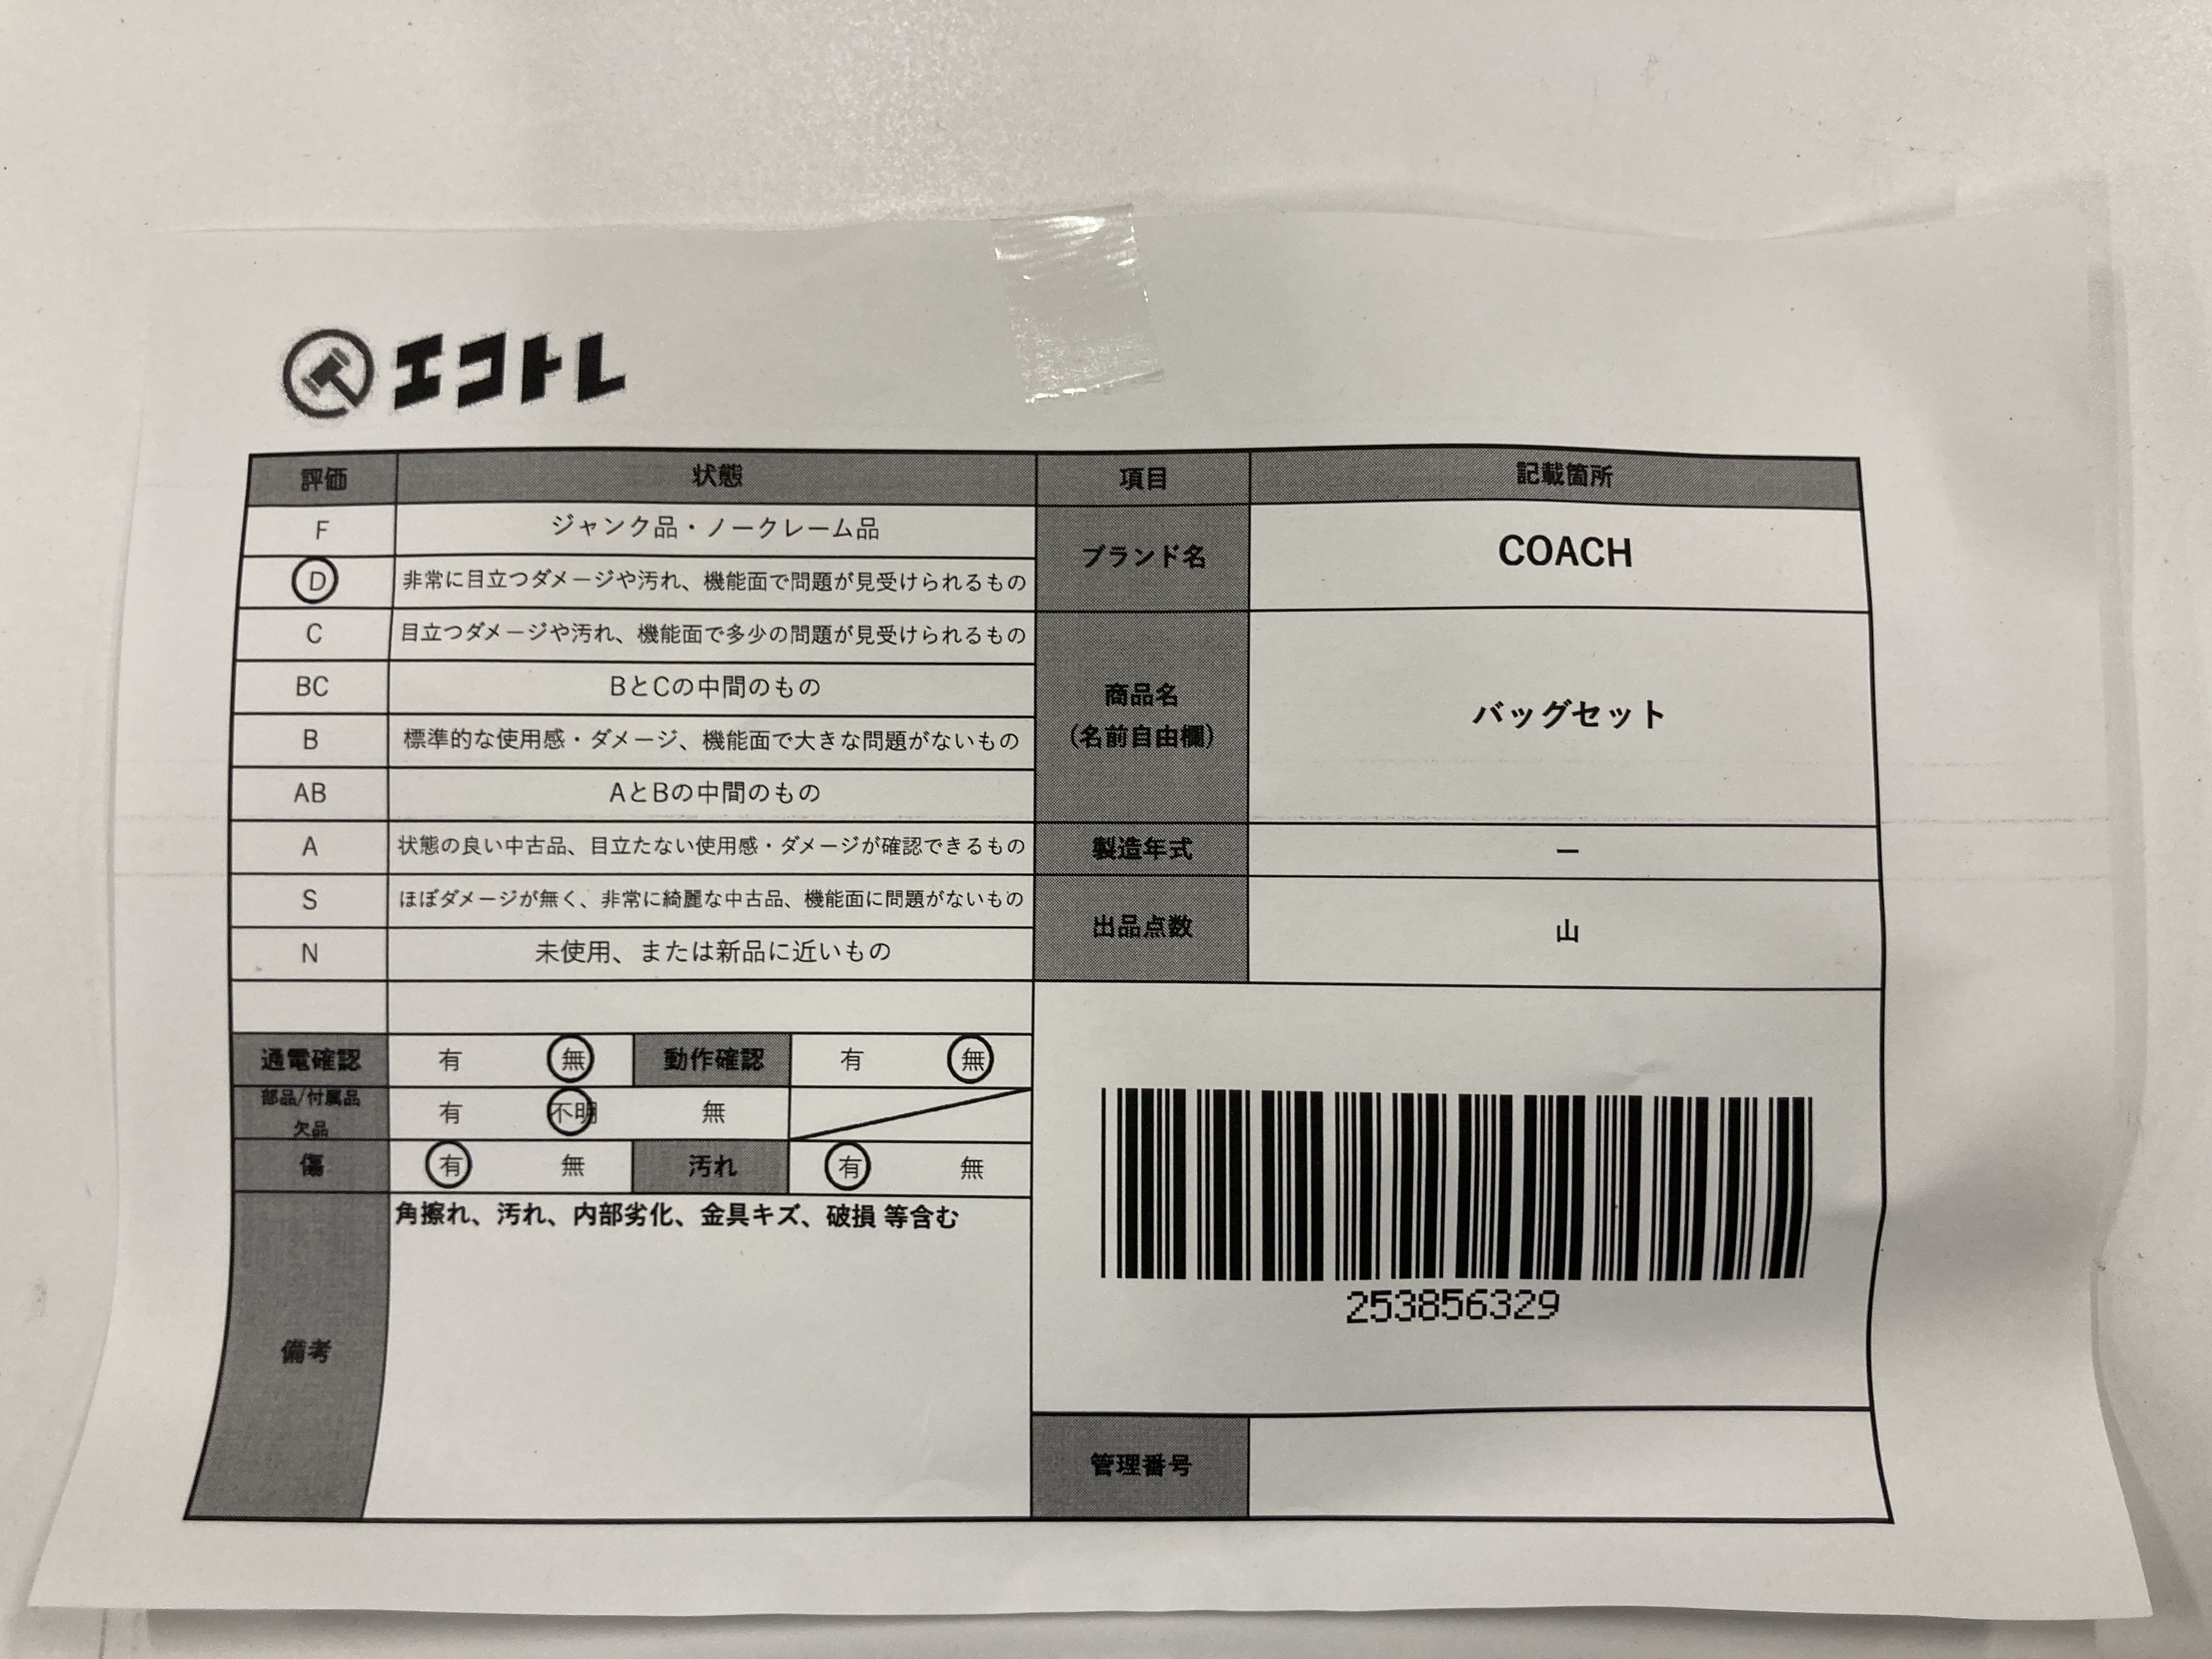 エコトレ
評価 状態 項目 記載箇所
F ジャンク品・ノークレーム品
D 非常に目立つダメージや汚れ、機能面で問題が見受けられるもの
ブランド名 COACH
C 目立つダメージや汚れ、機能面で多少の問題が見受けられるもの
BC BとCの中間のもの
B 標準的な使用感・ダメージ、機能面で大きな問題がないもの
商品名
(名前自由欄)
バッグセット
AB AとBの中間のもの
A 状態の良い中古品、目立たない使用感・ダメージが確認できるもの
製造年式 ー
S ほぼダメージが無く、非常に綺麗な中古品、機能面に問題がないもの
出品点数 山
N 未使用、または新品に近いもの
通電確認 有 無 動作確認 有 無
部品/付属品
欠品
有 不明 無
傷 有 無 汚れ 有 無
備考 角擦れ、汚れ、内部劣化、金具キズ、破損 等含む
253856329
管理番号